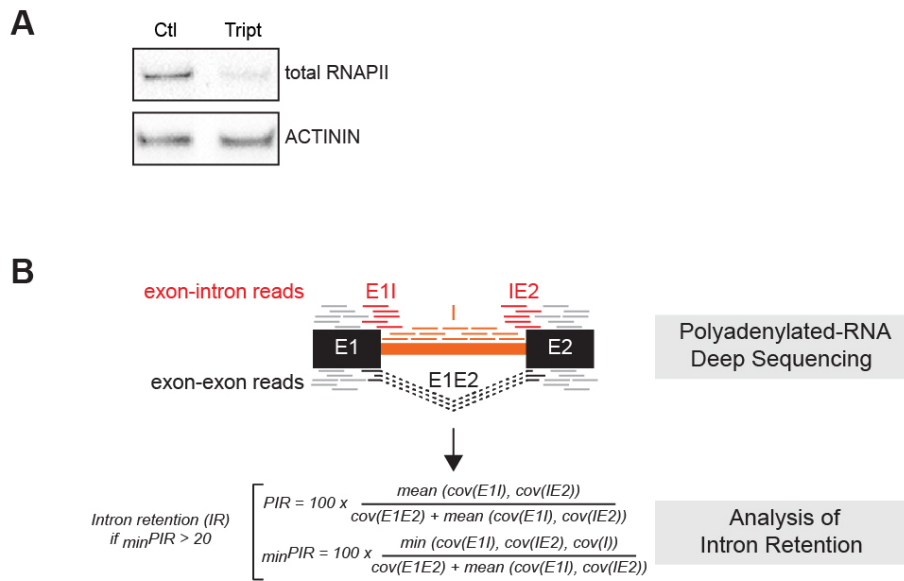 A
Ctl Tript
total RNAPII
ACTININ
B
exon-intron reads E1I I IE2
E1 E2
exon-exon reads E1E2
Polyadenylated-RNA
Deep Sequencing
Intron retention (IR)
if minPIR > 20
PIR = 100 x mean (cov(E1I), cov(IE2))
cov(E1E2) + mean (cov(E1I), cov(IE2))
minPIR = 100 x min (cov(E1I), cov(IE2), cov(I))
cov(E1E2) + mean (cov(E1I), cov(IE2))
Analysis of
Intron Retention